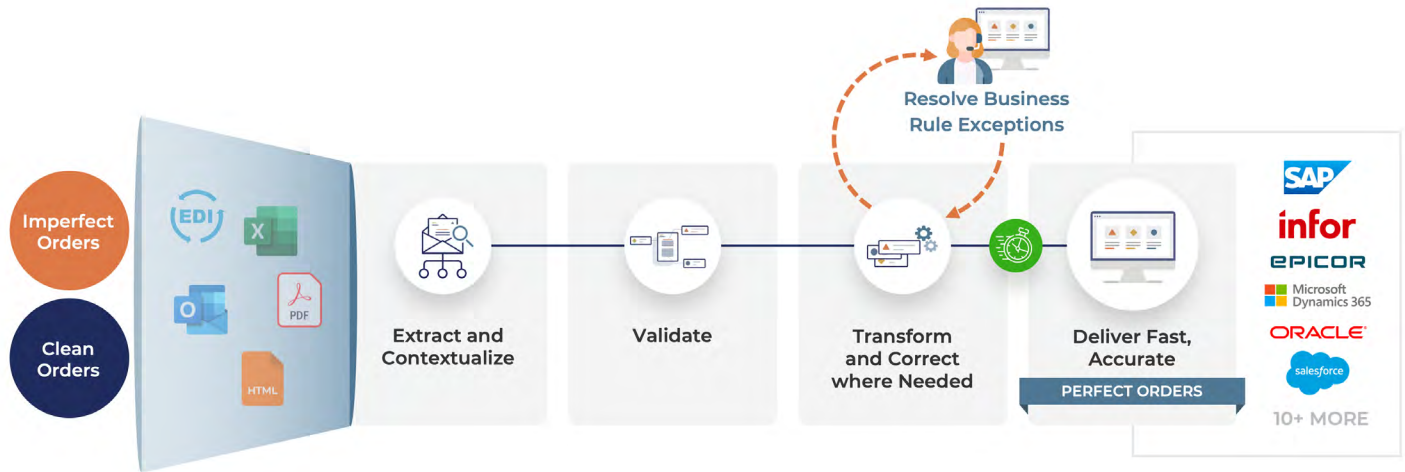 Resolve Business
Rule Exceptions
Imperfect
Orders
Clean
Orders
EDI
X
O
PDF
HTML
Extract and
Contextualize
Validate
Transform
and Correct
where Needed
Deliver Fast,
Accurate
PERFECT ORDERS
SAP
infor
EPICOR
Microsoft
Dynamics 365
ORACLE
salesforce
10+ MORE